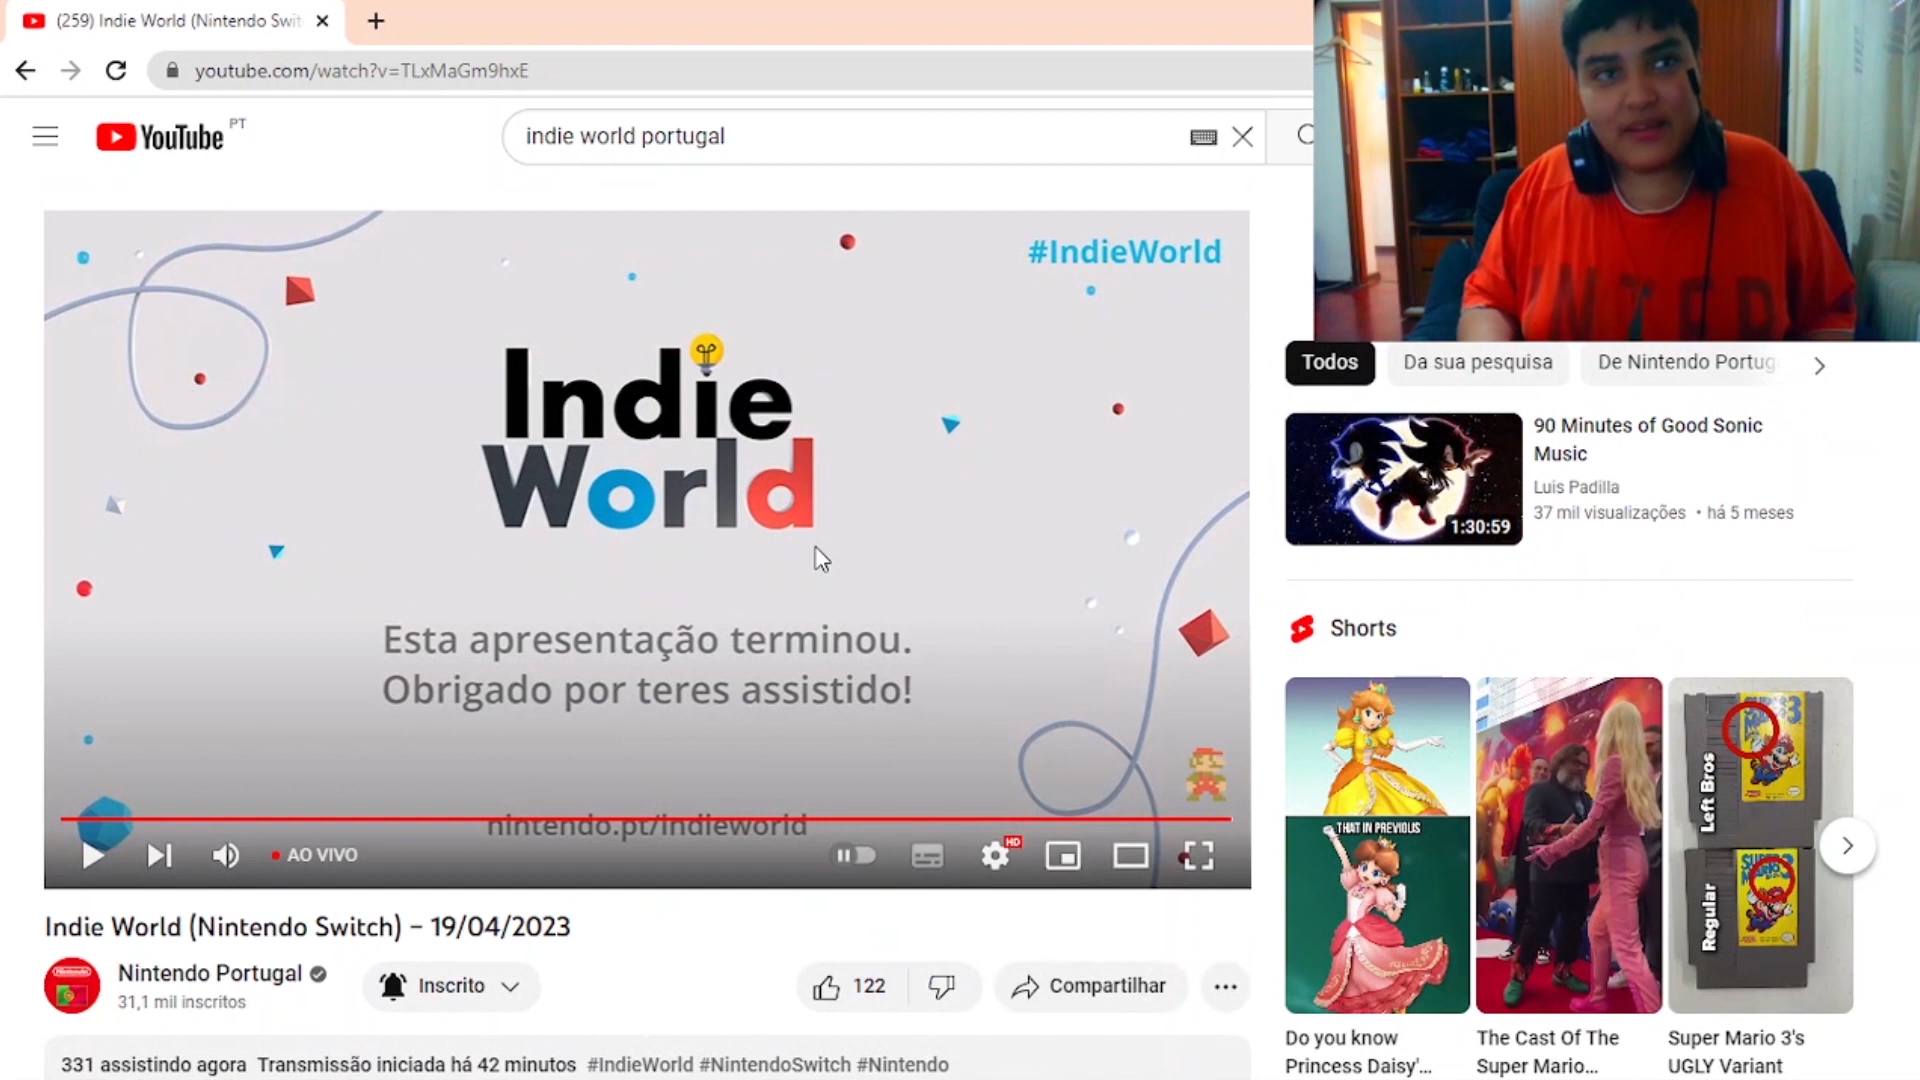 (259) Indie World (Nintendo Swit
youtube.com/watch?v=TLxMaGm9hxE
YouTube PT
indie world portugal
#IndieWorld
Indie
World
Esta apresentação terminou.
Obrigado por teres assistido!
nintendo.pt/indieworld
AO VIVO
HD
Indie World (Nintendo Switch) – 19/04/2023
Nintendo Portugal
31,1 mil inscritos
Inscrito
122
Compartilhar
331 assistindo agora Transmissão iniciada há 42 minutos #IndieWorld #NintendoSwitch #Nintendo
INTER
Todos
Da sua pesquisa
De Nintendo Portug
90 Minutes of Good Sonic
Music
Luis Padilla
37 mil visualizações • há 5 meses
1:30:59
Shorts
THAT IN PREVIOUS
Left Bros
Regular
Do you know
Princess Daisy'...
The Cast Of The
Super Mario...
Super Mario 3's
UGLY Variant